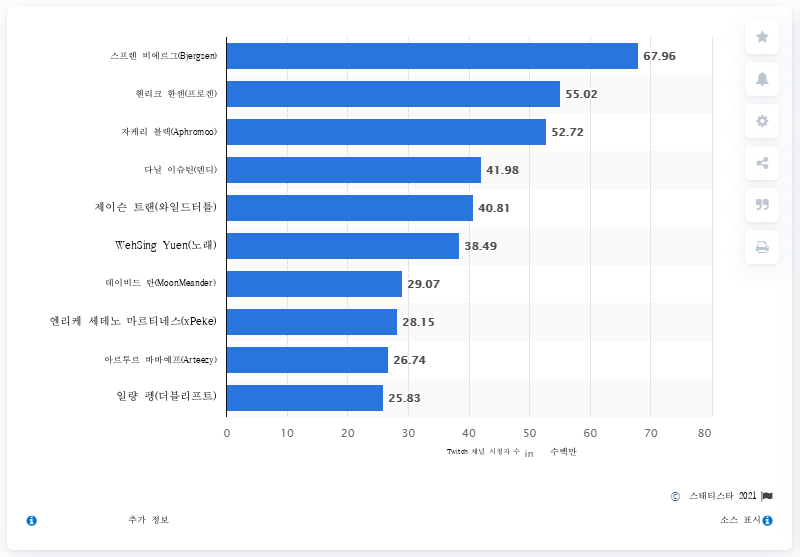 스프렌 비에르그(Bjergsen) 67.96
헨리크 한센(프로겐) 55.02
자케리 블랙(Aphromoo) 52.72
다닐 이슈틴(덴디) 41.98
제이슨 트랜(와일드터틀) 40.81
WehSing Yuen(노래) 38.49
데이비드 탄(MoonMeander) 29.07
엔리케 세데노 마르티네스(xPeke) 28.15
아르투르 바바예프(Arteezy) 26.74
일량 펭(더블리프트) 25.83
0 10 20 30 40 50 60 70 80
Twitch 채널 시청자 수 in 수백만
© 스태티스타 2021
추가 정보 소스 표시